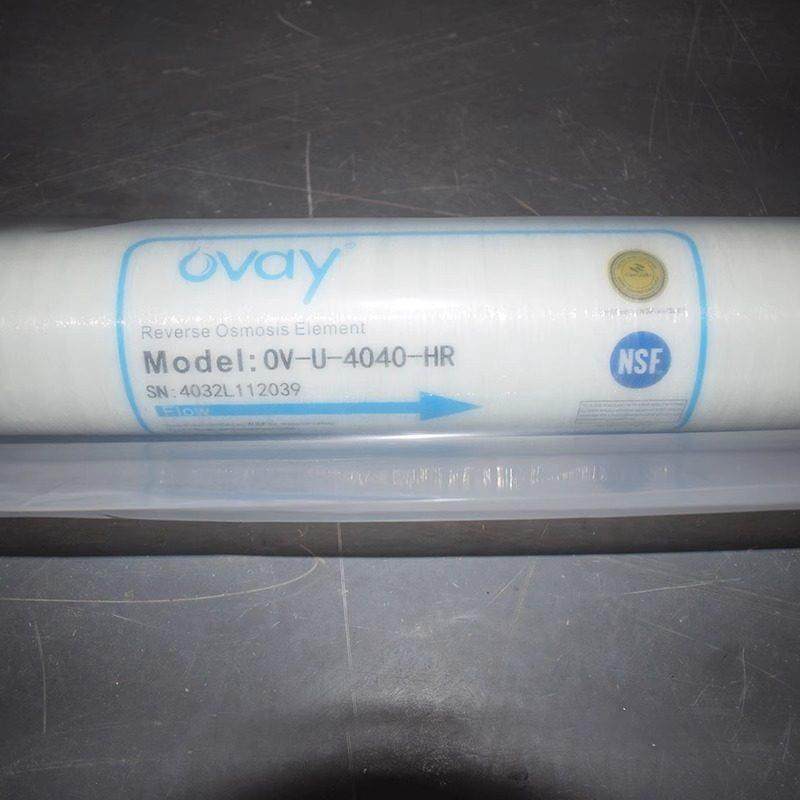 ovay®
Reverse Osmosis Element
Model: OV-U-4040-HR
NSF
SN: 4032L112039
Flow